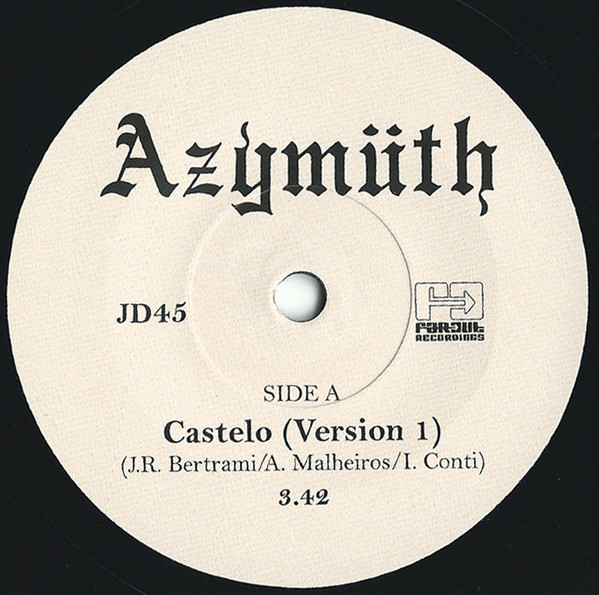 Azymüth
JD45
FAROUT
RECORDINGS
SIDE A
Castelo (Version 1)
(J.R. Bertrami/A. Malheiros/I. Conti)
3.42